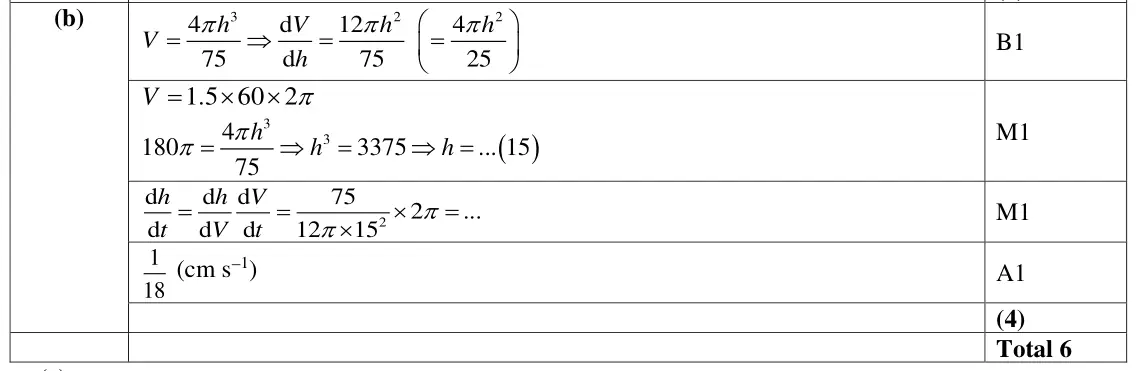 (b)
V = 4πh³/75 ⇒ dV/dh = 12πh²/75 (= 4πh²/25)
B1
V = 1.5 × 60 × 2π
180π = 4πh³/75 ⇒ h³ = 3375 ⇒ h = ...(15)
M1
dh/dt = dh/dV dV/dt = 75/(12π × 15²) × 2π = ...
M1
1/18 (cm s⁻¹)
A1
(4)
Total 6